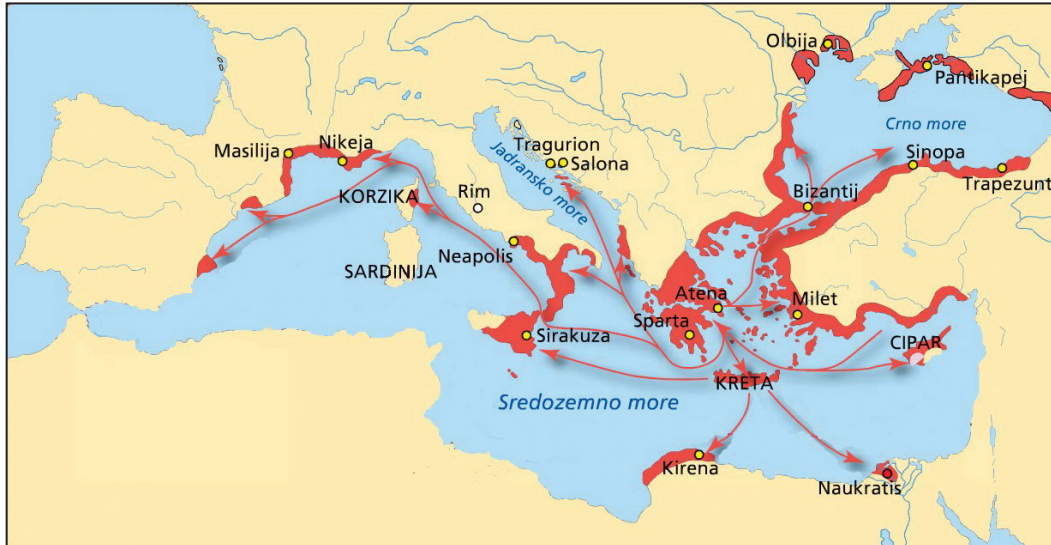 Olbija
Pantikapej
Crno more
Tragurion
Salona
Nikeja
Masilija
Sinopa
Jadransko more
Trapezunt
Rim
KORZIKA
Bizantij
Neapolis
SARDINIJA
Atena
Milet
Sparta
Sirakuza
CIPAR
KRETA
Sredozemno more
Kirena
Naukratis